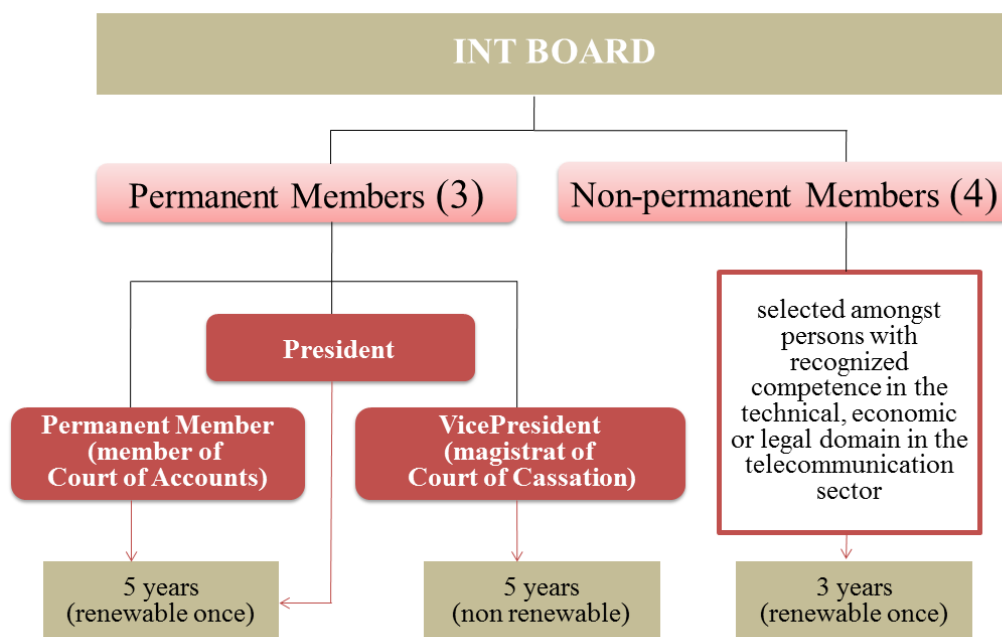 INT BOARD
Permanent Members (3)
Non-permanent Members (4)
President
Permanent Member
(member of
Court of Accounts)
VicePresident
(magistrat of
Court of Cassation)
selected amongst
persons with
recognized
competence in the
technical, economic
or legal domain in the
telecommunication
sector
5 years
(renewable once)
5 years
(non renewable)
3 years
(renewable once)